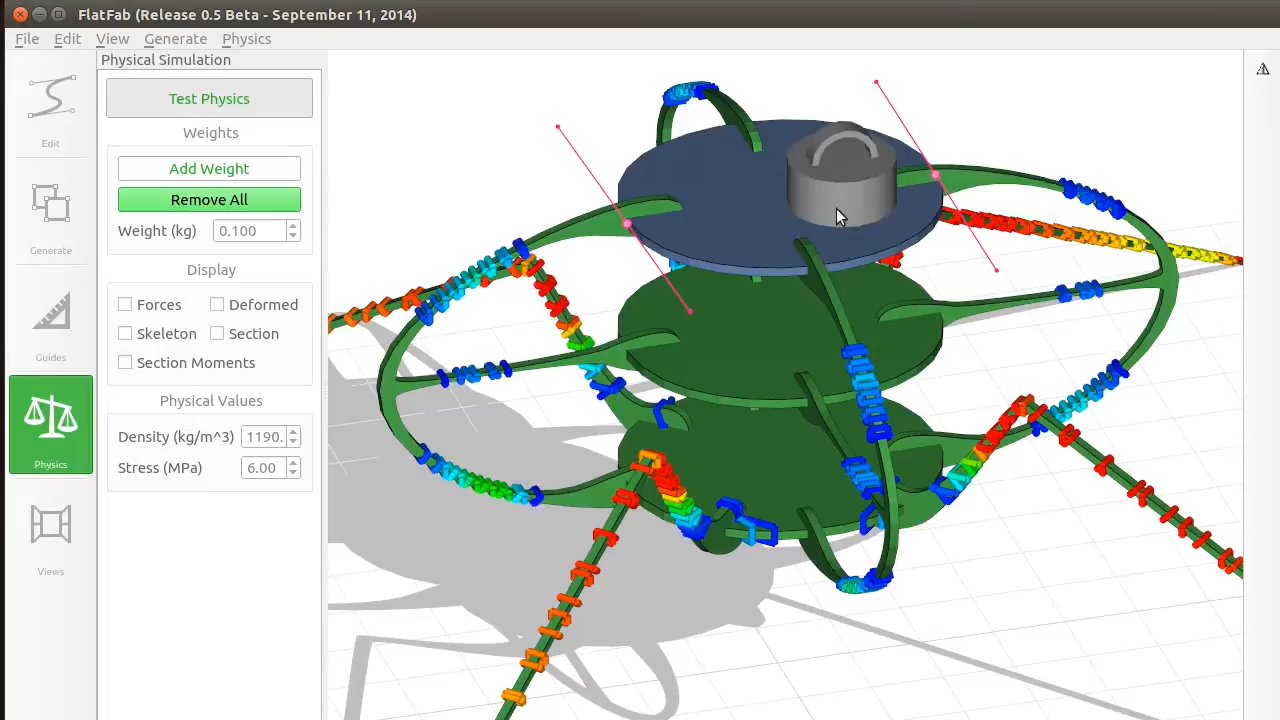 FlatFab (Release 0.5 Beta - September 11, 2014)
File Edit View Generate Physics
Physical Simulation
Test Physics
Weights
Add Weight
Remove All
Weight (kg) 0.100
Display
Forces Deformed
Skeleton Section
Section Moments
Physical Values
Density (kg/m^3) 1190.
Stress (MPa) 6.00
Edit
Generate
Guides
Physics
Views